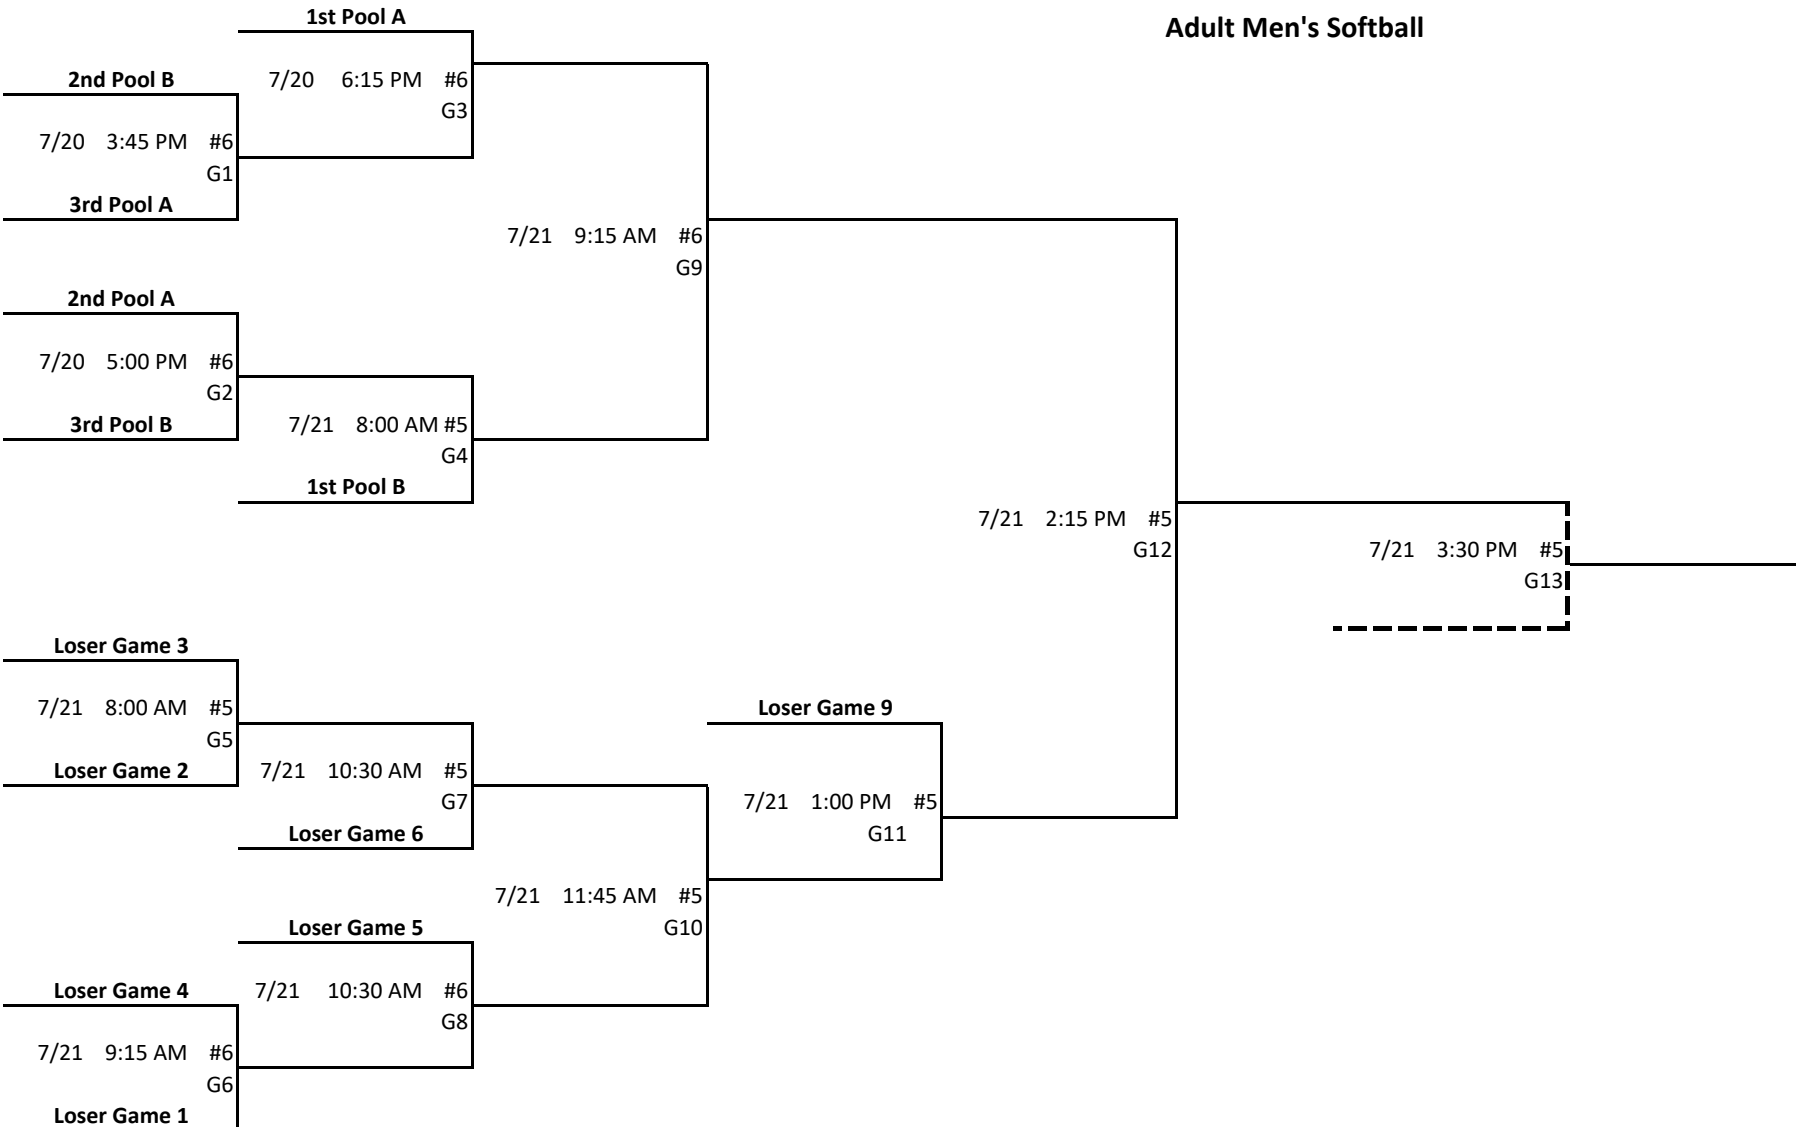 1st Pool A
Adult Men's Softball
2nd Pool B
7/20 6:15 PM #6
G3
7/20 3:45 PM #6
G1
3rd Pool A
7/21 9:15 AM #6
G9
2nd Pool A
7/20 5:00 PM #6
G2
3rd Pool B
7/21 8:00 AM #5
G4
1st Pool B
7/21 2:15 PM #5
G12
7/21 3:30 PM #5
G13
Loser Game 3
7/21 8:00 AM #5
G5
Loser Game 2
Loser Game 9
7/21 10:30 AM #5
G7
7/21 1:00 PM #5
G11
Loser Game 6
7/21 11:45 AM #5
G10
Loser Game 5
Loser Game 4
7/21 10:30 AM #6
G8
7/21 9:15 AM #6
G6
Loser Game 1